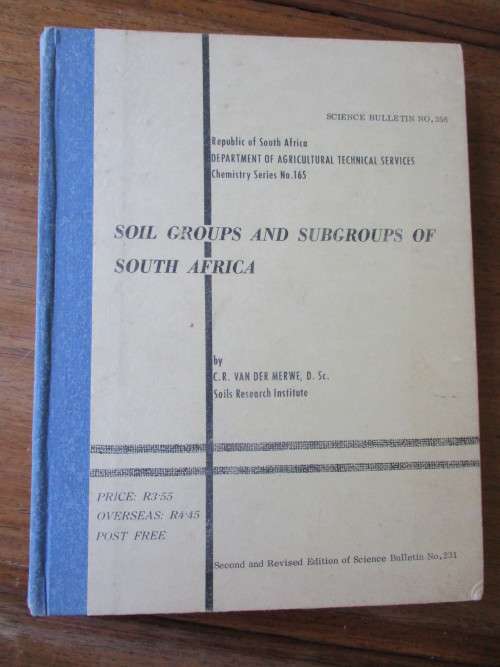 SCIENCE BULLETIN NO. 356
Republic of South Africa
DEPARTMENT OF AGRICULTURAL TECHNICAL SERVICES
Chemistry Series No.165
SOIL GROUPS AND SUBGROUPS OF
SOUTH AFRICA
by
C.R. VAN DER MERWE, D. Sc.
Soils Research Institute
PRICE: R3·55
OVERSEAS: R4·45
POST FREE
Second and Revised Edition of Science Bulletin No. 231